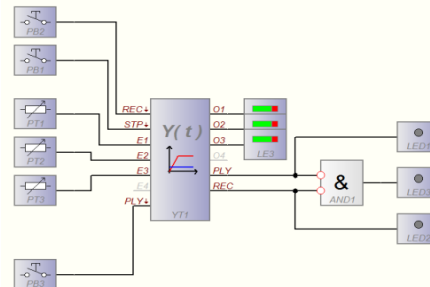 PB2
PB1
PT1
PT2
PT3
PB3
REC↓
STP↓
E1
E2
E3
E4
PLY↓
Y(t)
YT1
O1
O2
O3
O4
PLY
REC
LE3
&
AND1
LED1
LED3
LED2